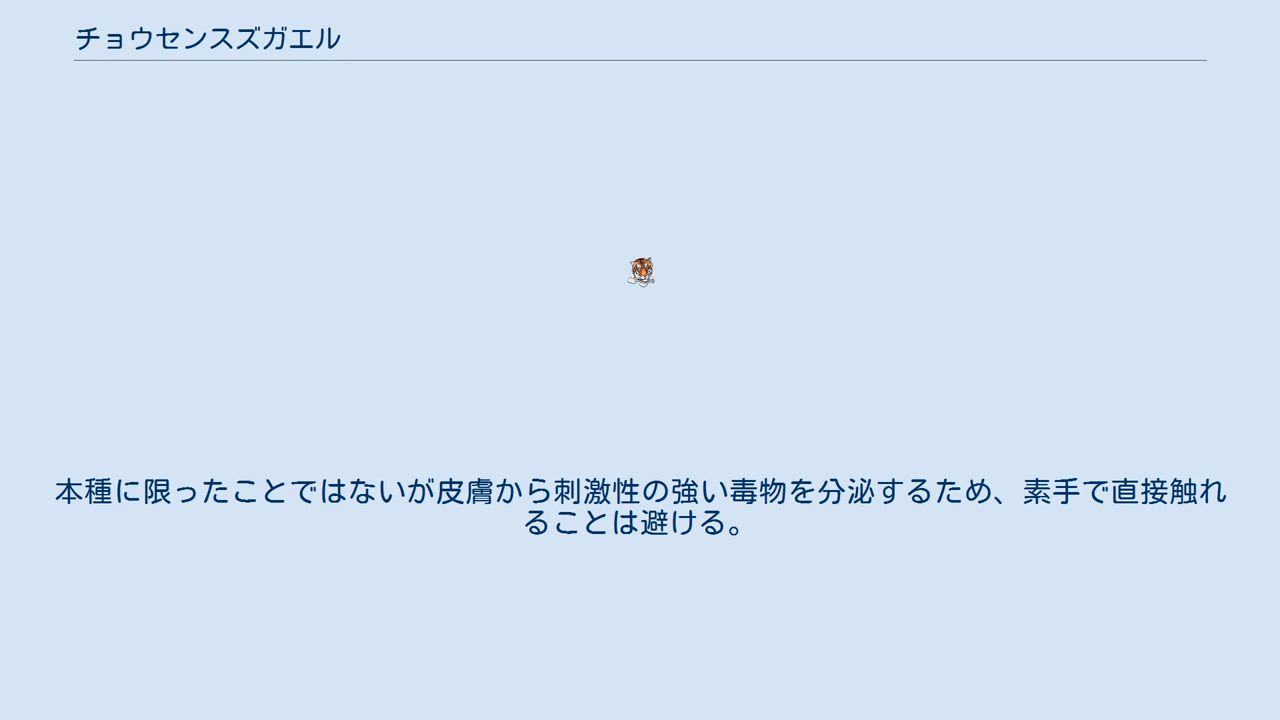 チョウセンスズガエル
本種に限ったことではないが皮膚から刺激性の強い毒物を分泌するため、素手で直接触れ
ることは避ける。